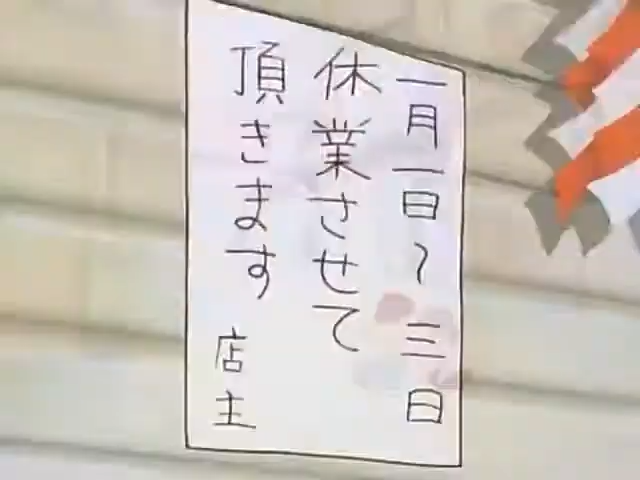 一月一日～三日
休業させて
頂きます
店主